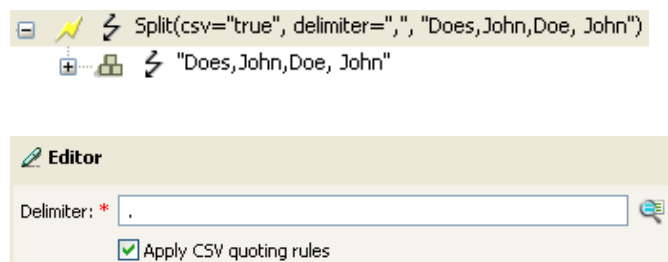 Split(csv="true", delimiter=",", "Does,John,Doe, John")
"Does,John,Doe, John"
Editor
Delimiter: * ,
Apply CSV quoting rules